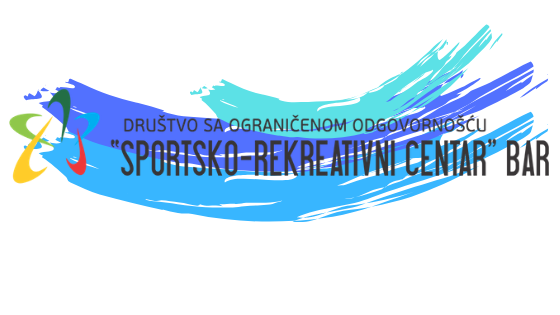 DRUŠTVO SA OGRANIČENOM ODGOVORNOŠĆU
"SPORTSKO-REKREATIVNI CENTAR" BAR